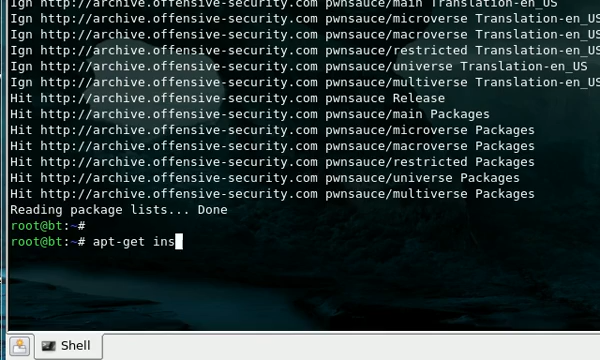 Ign http://archive.offensive-security.com pwnsauce/main Translation-en_US
Ign http://archive.offensive-security.com pwnsauce/microverse Translation-en_US
Ign http://archive.offensive-security.com pwnsauce/macroverse Translation-en_US
Ign http://archive.offensive-security.com pwnsauce/restricted Translation-en_US
Ign http://archive.offensive-security.com pwnsauce/universe Translation-en_US
Ign http://archive.offensive-security.com pwnsauce/multiverse Translation-en_US
Hit http://archive.offensive-security.com pwnsauce Release
Hit http://archive.offensive-security.com pwnsauce/main Packages
Hit http://archive.offensive-security.com pwnsauce/microverse Packages
Hit http://archive.offensive-security.com pwnsauce/macroverse Packages
Hit http://archive.offensive-security.com pwnsauce/restricted Packages
Hit http://archive.offensive-security.com pwnsauce/universe Packages
Hit http://archive.offensive-security.com pwnsauce/multiverse Packages
Reading package lists... Done
root@bt:~#
root@bt:~# apt-get ins
Shell